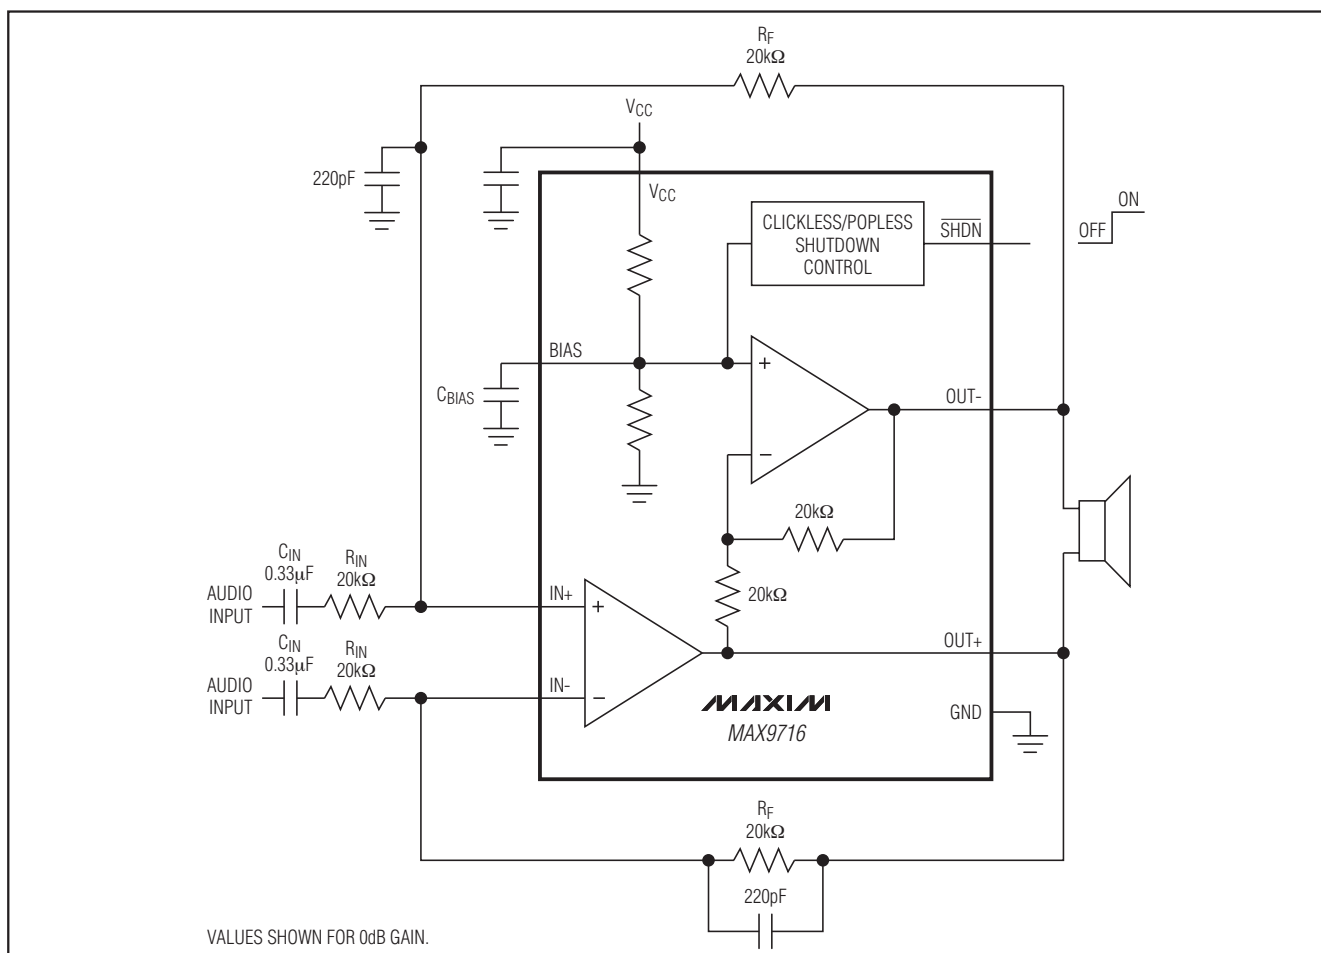 RF
20kΩ
VCC
220pF
VCC
CLICKLESS/POPLESS
SHUTDOWN
CONTROL
SHDN
OFF
ON
BIAS
+
CBIAS
OUT-
−
20kΩ
CIN
0.33µF
RIN
20kΩ
AUDIO
INPUT
IN+
+
20kΩ
OUT+
CIN
0.33µF
RIN
20kΩ
AUDIO
INPUT
IN-
−
MAXIM
MAX9716
GND
RF
20kΩ
220pF
VALUES SHOWN FOR 0dB GAIN.